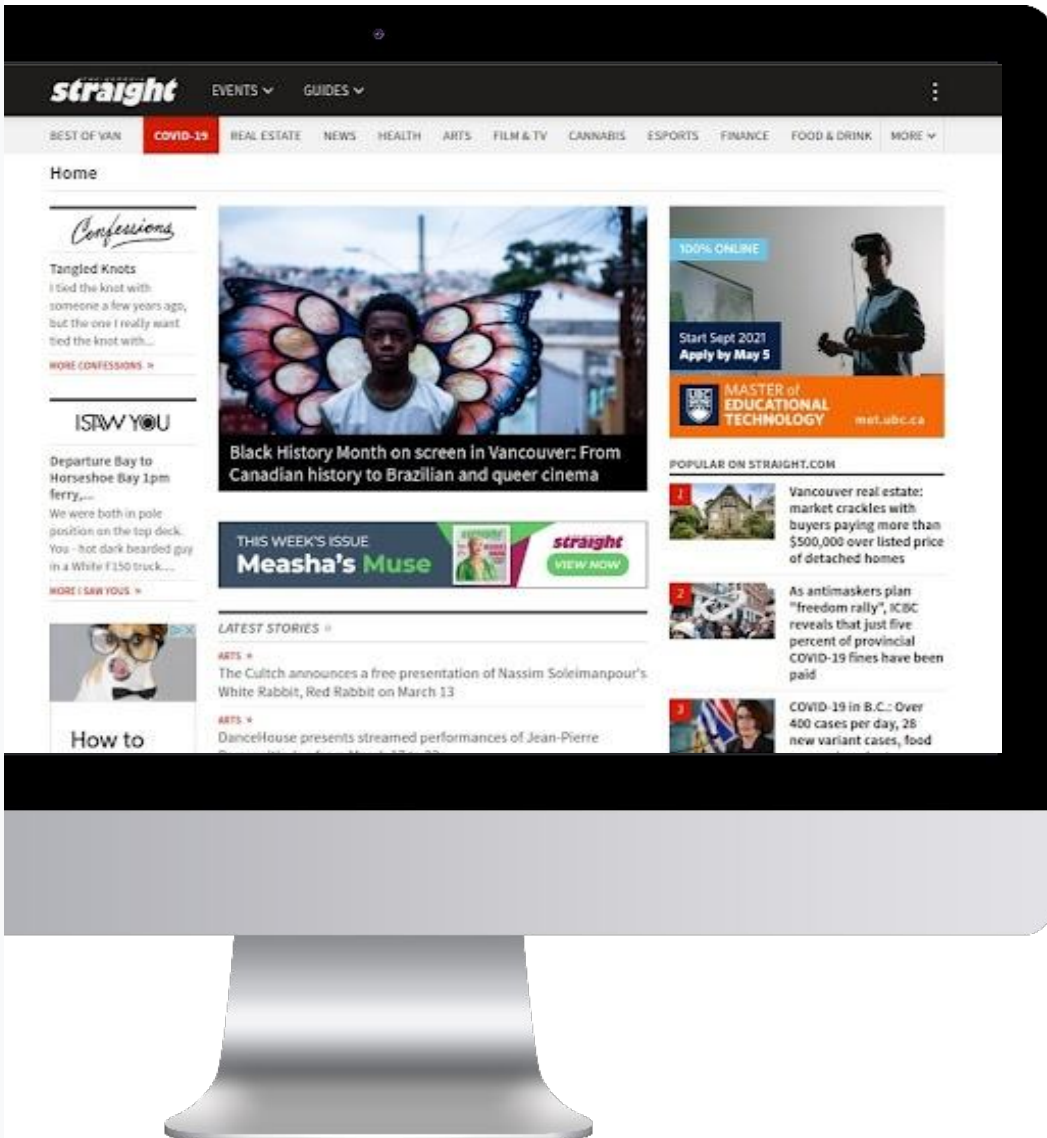 straight
EVENTS
GUIDES
BEST OF VAN
COVID-19
REAL ESTATE
NEWS
HEALTH
ARTS
FILM & TV
CANNABIS
ESPORTS
FINANCE
FOOD & DRINK
MORE
Home
Confessions
Tangled Knots
I tied the knot with
someone a few years ago,
but the one I really want
tied the knot with...
MORE CONFESSIONS »
I SAW YOU
Departure Bay to
Horseshoe Bay 1pm
ferry,...
We were both in pole
position on the top deck.
You - hot dark bearded guy
in a White F150 truck....
MORE I SAW YOUS »
How to
Black History Month on screen in Vancouver: From
Canadian history to Brazilian and queer cinema
THIS WEEK'S ISSUE
Measha's Muse
straight
VIEW NOW
LATEST STORIES »
ARTS »
The Cultch announces a free presentation of Nassim Soleimanpour's
White Rabbit, Red Rabbit on March 13
ARTS »
DanceHouse presents streamed performances of Jean-Pierre
100% ONLINE
Start Sept 2021
Apply by May 5
UBC
MASTER of
EDUCATIONAL
TECHNOLOGY
met.ubc.ca
POPULAR ON STRAIGHT.COM
1
Vancouver real estate:
market crackles with
buyers paying more than
$500,000 over listed price
of detached homes
2
As antimaskers plan
"freedom rally", ICBC
reveals that just five
percent of provincial
COVID-19 fines have been
paid
3
COVID-19 in B.C.: Over
400 cases per day, 28
new variant cases, food